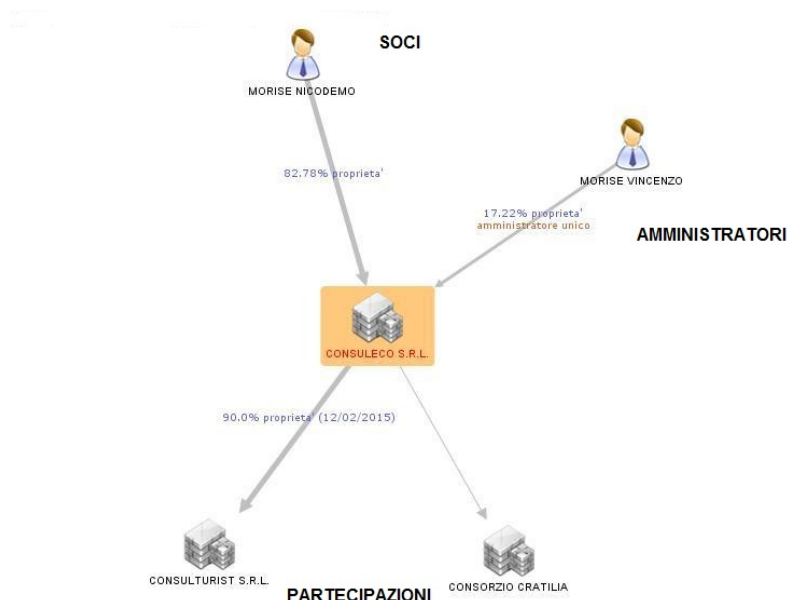 SOCI
MORISE NICODEMO
82.78% proprieta'
MORISE VINCENZO
17.22% proprieta'
amministratore unico
AMMINISTRATORI
CONSULECO S.R.L.
90.0% proprieta' (12/02/2015)
CONSULTURIST S.R.L.
PARTECIPAZIONI
CONSORZIO CRATILIA